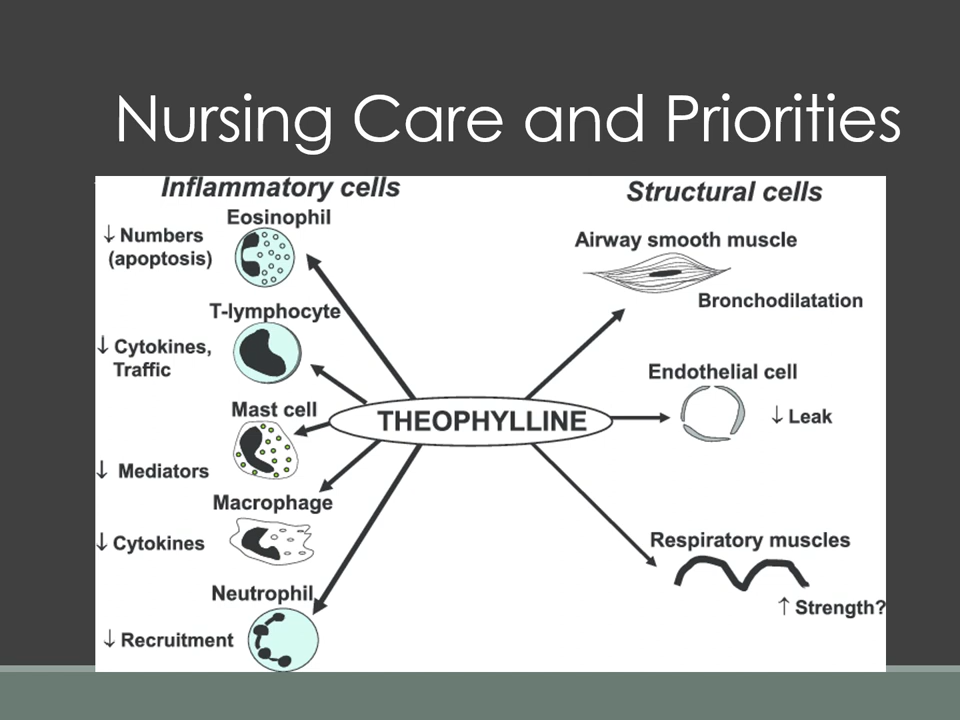 Nursing Care and Priorities
Inflammatory cells
Eosinophil
↓ Numbers
(apoptosis)
T-lymphocyte
↓ Cytokines,
Traffic
Mast cell
↓ Mediators
Macrophage
↓ Cytokines
Neutrophil
↓ Recruitment
THEOPHYLLINE
Structural cells
Airway smooth muscle
Bronchodilatation
Endothelial cell
↓ Leak
Respiratory muscles
↑ Strength?